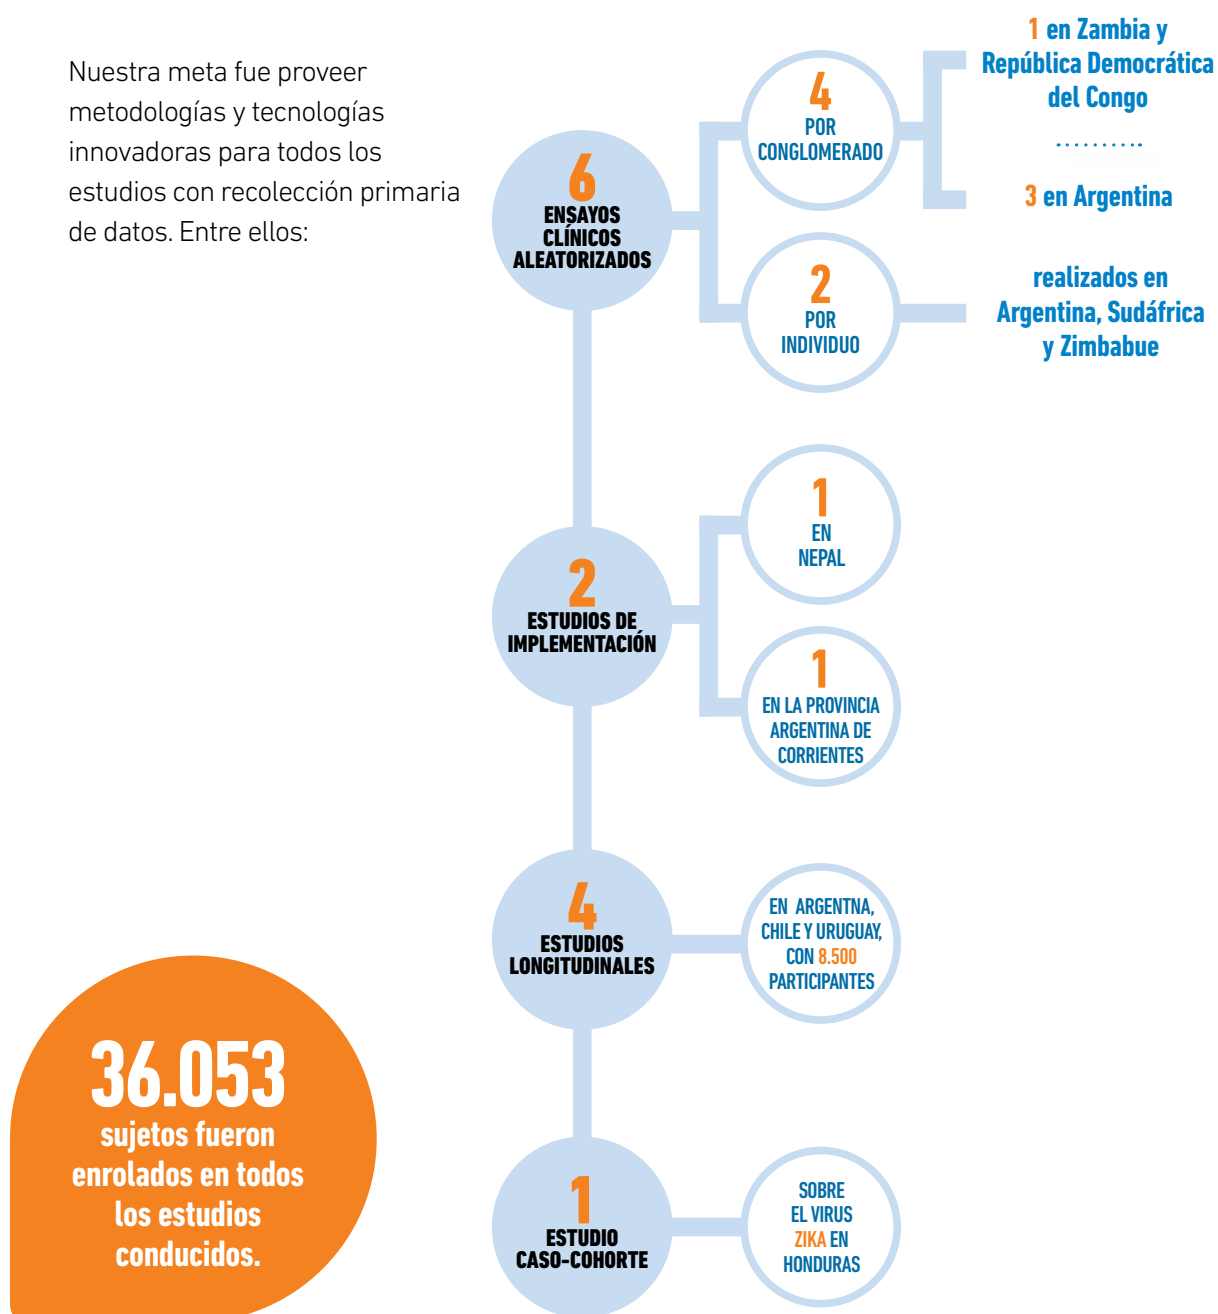 Nuestra meta fue proveer
metodologías y tecnologías
innovadoras para todos los
estudios con recolección primaria
de datos. Entre ellos:
6
ENSAYOS
CLÍNICOS
ALEATORIZADOS
4
POR
CONGLOMERADO
1 en Zambia y
República Democrática
del Congo
..........
3 en Argentina
2
POR
INDIVIDUO
realizados en
Argentina, Sudáfrica
y Zimbabue
2
ESTUDIOS DE
IMPLEMENTACIÓN
1
EN
NEPAL
1
EN LA PROVINCIA
ARGENTINA DE
CORRIENTES
4
ESTUDIOS
LONGITUDINALES
EN ARGENTNA,
CHILE Y URUGUAY,
CON 8.500
PARTICIPANTES
1
ESTUDIO
CASO-COHORTE
SOBRE
EL VIRUS
ZIKA EN
HONDURAS
36.053
sujetos fueron
enrolados en todos
los estudios
conducidos.